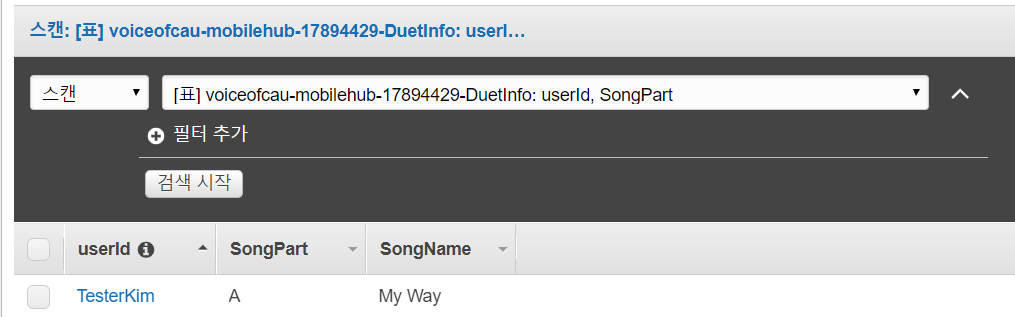 스캔: [표] voiceofcau-mobilehub-17894429-DuetInfo: userI…
스캔 [표] voiceofcau-mobilehub-17894429-DuetInfo: userId, SongPart
필터 추가
검색 시작
userId SongPart SongName
TesterKim A My Way